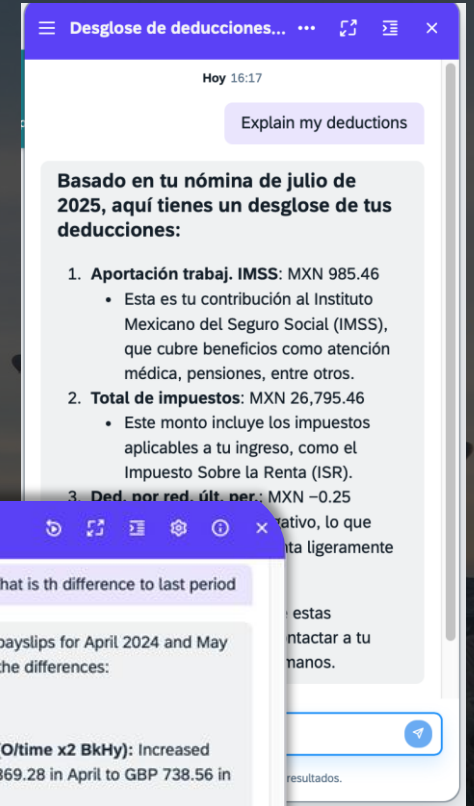 Desglose de deducciones...
Hoy 16:17
Explain my deductions
Basado en tu nómina de julio de
2025, aquí tienes un desglose de tus
deducciones:
1. Aportación trabaj. IMSS: MXN 985.46
• Esta es tu contribución al Instituto
Mexicano del Seguro Social (IMSS),
que cubre beneficios como atención
médica, pensiones, entre otros.
2. Total de impuestos: MXN 26,795.46
• Este monto incluye los impuestos
aplicables a tu ingreso, como el
Impuesto Sobre la Renta (ISR).
3. Ded. por red. últ. per.: MXN −0.25
lo que
ligeramente
estas
a tu
hat is th difference to last period
payslips for April 2024 and May
the differences:
(O/time x2 BkHy): Increased
369.28 in April to GBP 738.56 in
resultados.